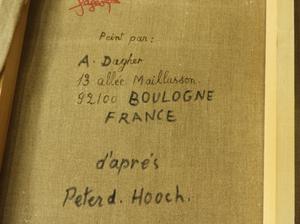 Peint par:
A. Dagher
13 allée Maillasson
92100 BOULOGNE
FRANCE
d'après
Peter d. Hooch.